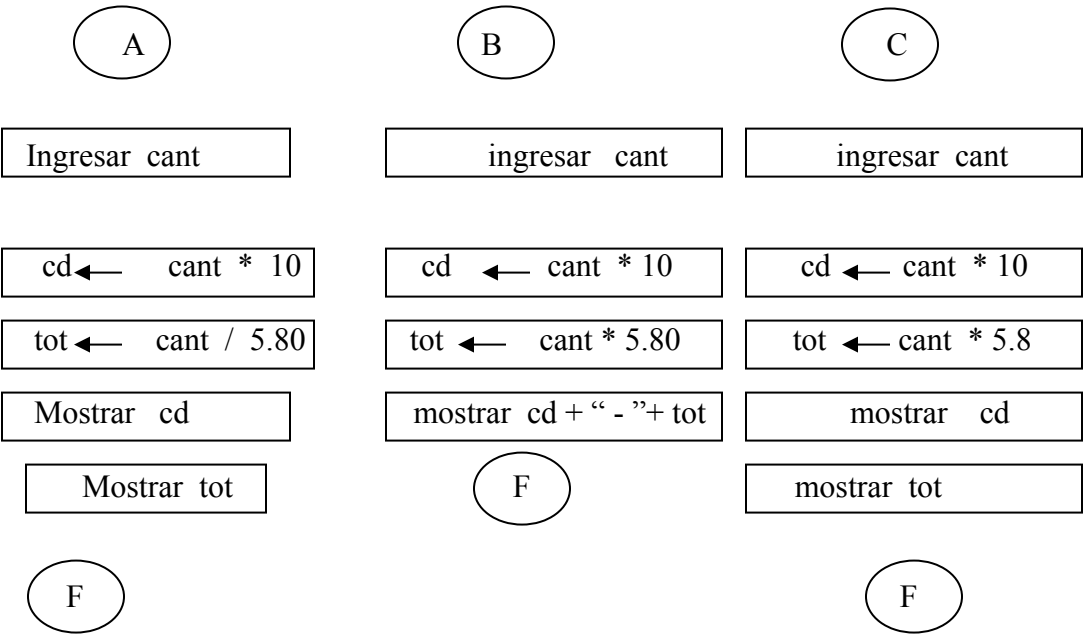 A
Ingresar cant
cd cant * 10
tot cant / 5.80
Mostrar cd
Mostrar tot
F
B
ingresar cant
cd cant * 10
tot cant * 5.80
mostrar cd + “ - ”+ tot
F
C
ingresar cant
cd cant * 10
tot cant * 5.8
mostrar cd
mostrar tot
F